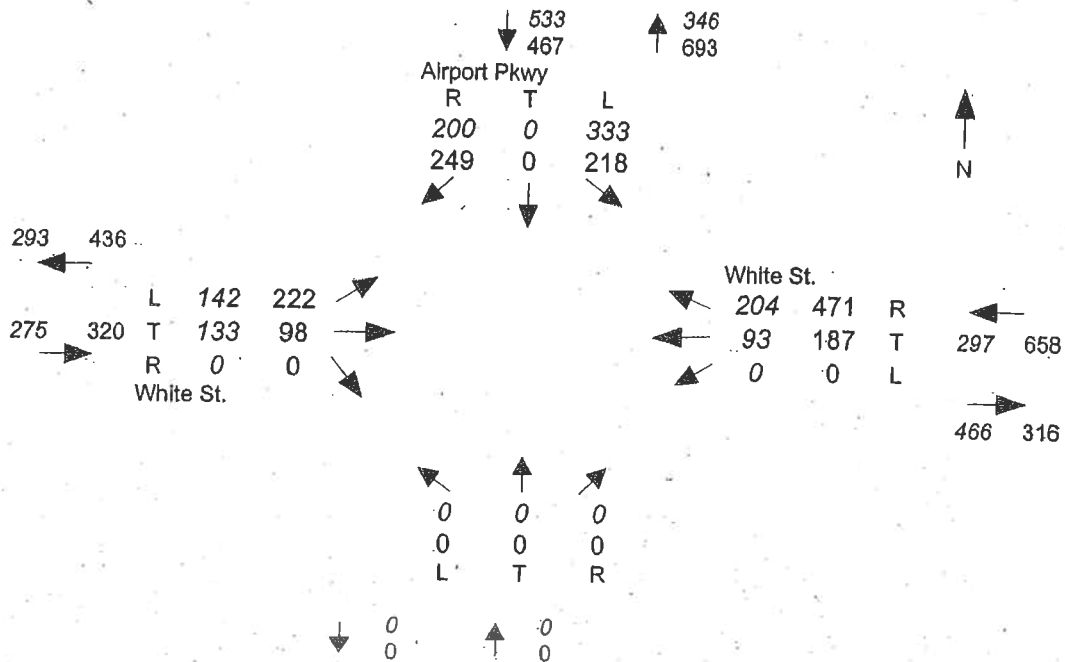 533 346
467 693
Airport Pkwy
R T L
200 0 333
249 0 218
N
293 436
L 142 222
275 320 T 133 98
R 0 0
White St.
White St.
204 471 R
93 187 T 297 658
0 0 L
466 316
0 0 0
0 0 0
L T R
0 0
0 0